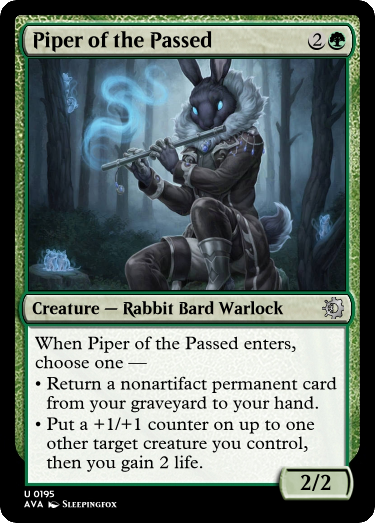 Piper of the Passed 2
Creature — Rabbit Bard Warlock
When Piper of the Passed enters,
choose one —
• Return a nonartifact permanent card
from your graveyard to your hand.
• Put a +1/+1 counter on up to one
other target creature you control,
then you gain 2 life.
2/2
U 0195
AVA SLEEPINGFOX